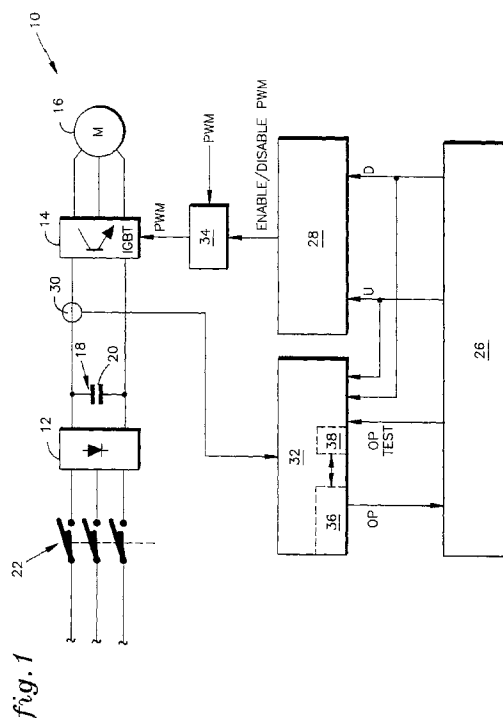 fig. 1
10
16
M
14
IGBT
30
18
20
12
22
~
~
~
PWM
34
PWM
ENABLE/DISABLE PWM
28
U
D
32
36
38
OP
OP TEST
26